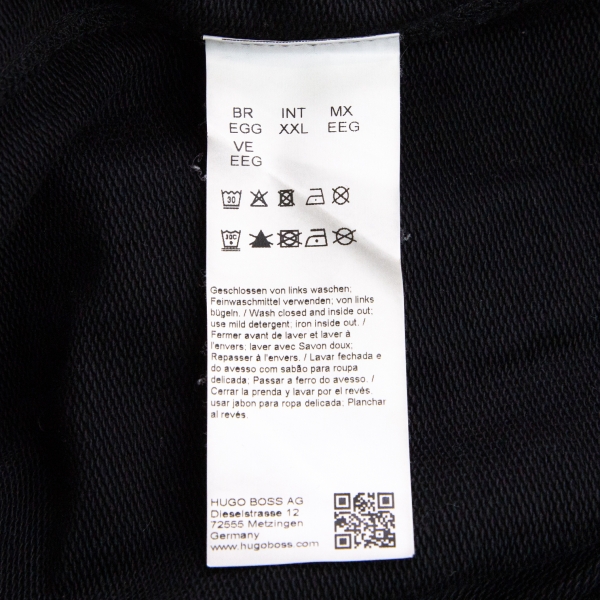 BR INT MX
EGG XXL EEG
VE
EEG
30
30C
Geschlossen von links waschen;
Feinwaschmittel verwenden; von links
bügeln. / Wash closed and inside out;
use mild detergent; iron inside out. /
Fermer avant de laver et laver à
l'envers; laver avec Savon doux;
Repasser à l'envers. / Lavar fechada e
do avesso com sabão para roupa
delicada; Passar a ferro do avesso. /
Cerrar la prenda y lavar por el revés,
usar jabon para ropa delicada; Planchar
al revés.
HUGO BOSS AG
Dieselstrasse 12
72555 Metzingen
Germany
www.hugoboss.com